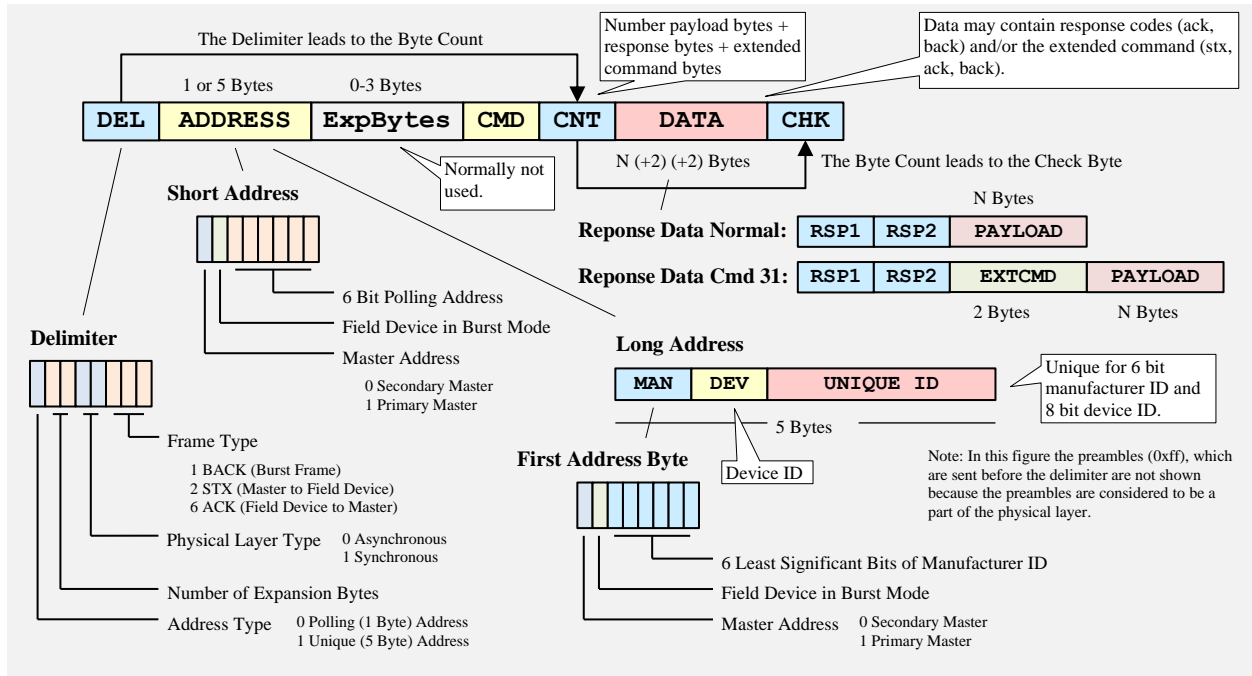 The Delimiter leads to the Byte Count
Number payload bytes +
response bytes + extended
command bytes
Data may contain response codes (ack,
back) and/or the extended command (stx,
ack, back).
1 or 5 Bytes
0-3 Bytes
DEL
ADDRESS
ExpBytes
CMD
CNT
DATA
CHK
Normally not
used.
N (+2) (+2) Bytes
The Byte Count leads to the Check Byte
Short Address
6 Bit Polling Address
Field Device in Burst Mode
Master Address
0 Secondary Master
1 Primary Master
N Bytes
Reponse Data Normal:
RSP1
RSP2
PAYLOAD
Reponse Data Cmd 31:
RSP1
RSP2
EXTCMD
PAYLOAD
2 Bytes
N Bytes
Delimiter
Frame Type
1 BACK (Burst Frame)
2 STX (Master to Field Device)
6 ACK (Field Device to Master)
Physical Layer Type
0 Asynchronous
1 Synchronous
Number of Expansion Bytes
Address Type
0 Polling (1 Byte) Address
1 Unique (5 Byte) Address
Long Address
MAN
DEV
UNIQUE ID
Unique for 6 bit
manufacturer ID and
8 bit device ID.
5 Bytes
Device ID
First Address Byte
6 Least Significant Bits of Manufacturer ID
Field Device in Burst Mode
Master Address
0 Secondary Master
1 Primary Master
Note: In this figure the preambles (0xff), which
are sent before the delimiter are not shown
because the preambles are considered to be a
part of the physical layer.